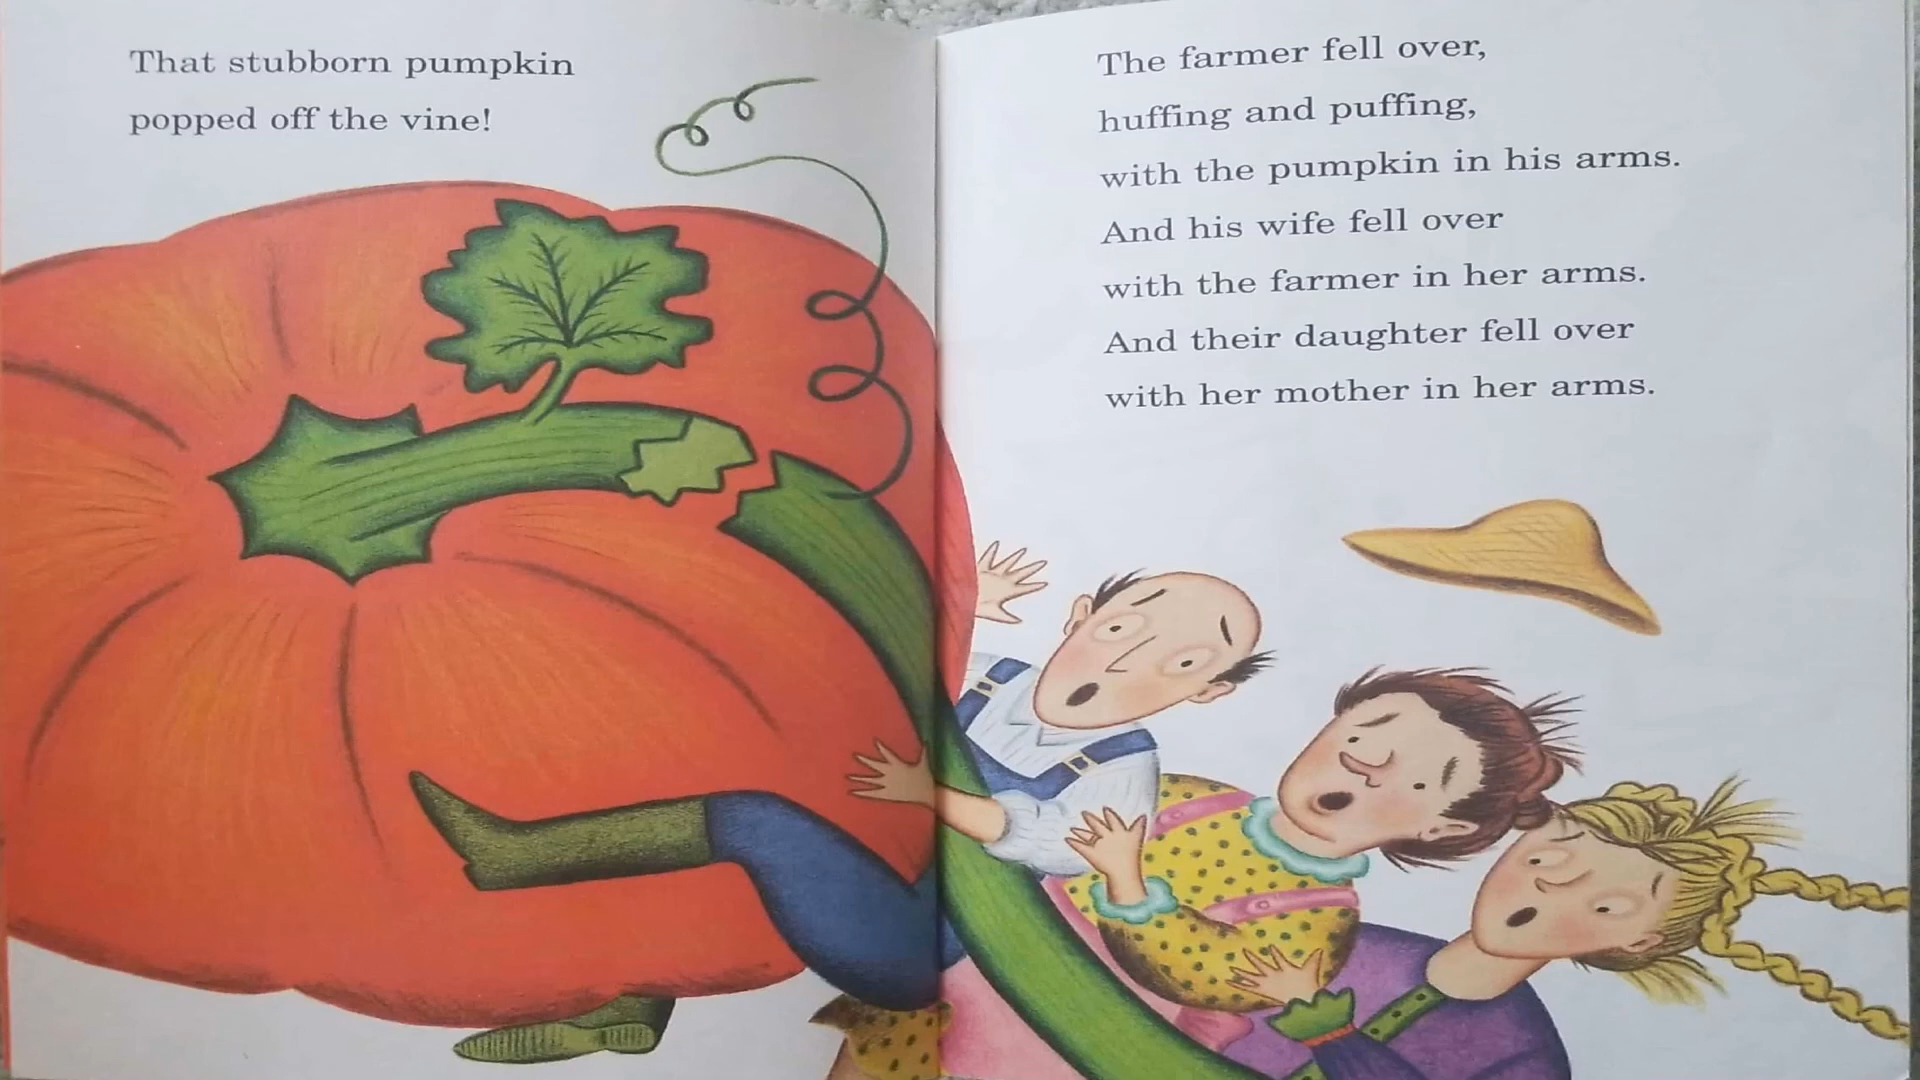 That stubborn pumpkin
popped off the vine!
The farmer fell over,
huffing and puffing,
with the pumpkin in his arms.
And his wife fell over
with the farmer in her arms.
And their daughter fell over
with her mother in her arms.